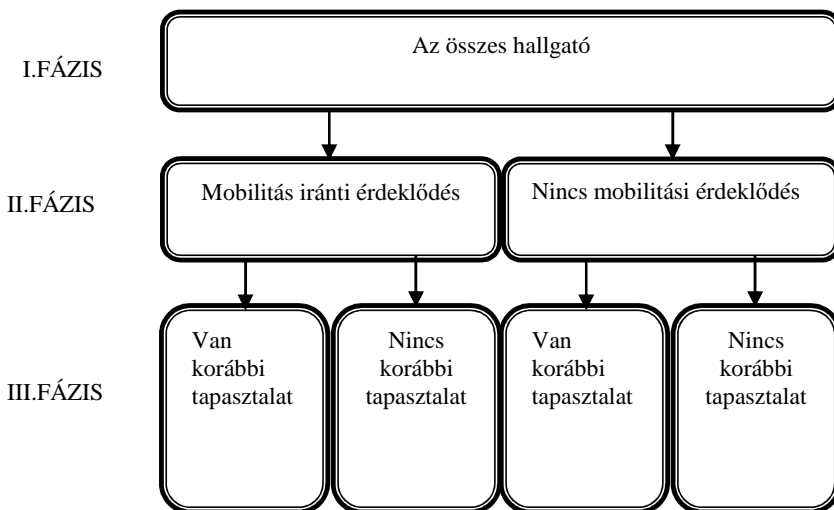 Az összes hallgató
I.FÁZIS
Mobilitás iránti érdeklődés
Nincs mobilitási érdeklődés
II.FÁZIS
Van
korábbi
tapasztalat
Nincs
korábbi
tapasztalat
Van
korábbi
tapasztalat
Nincs
korábbi
tapasztalat
III.FÁZIS